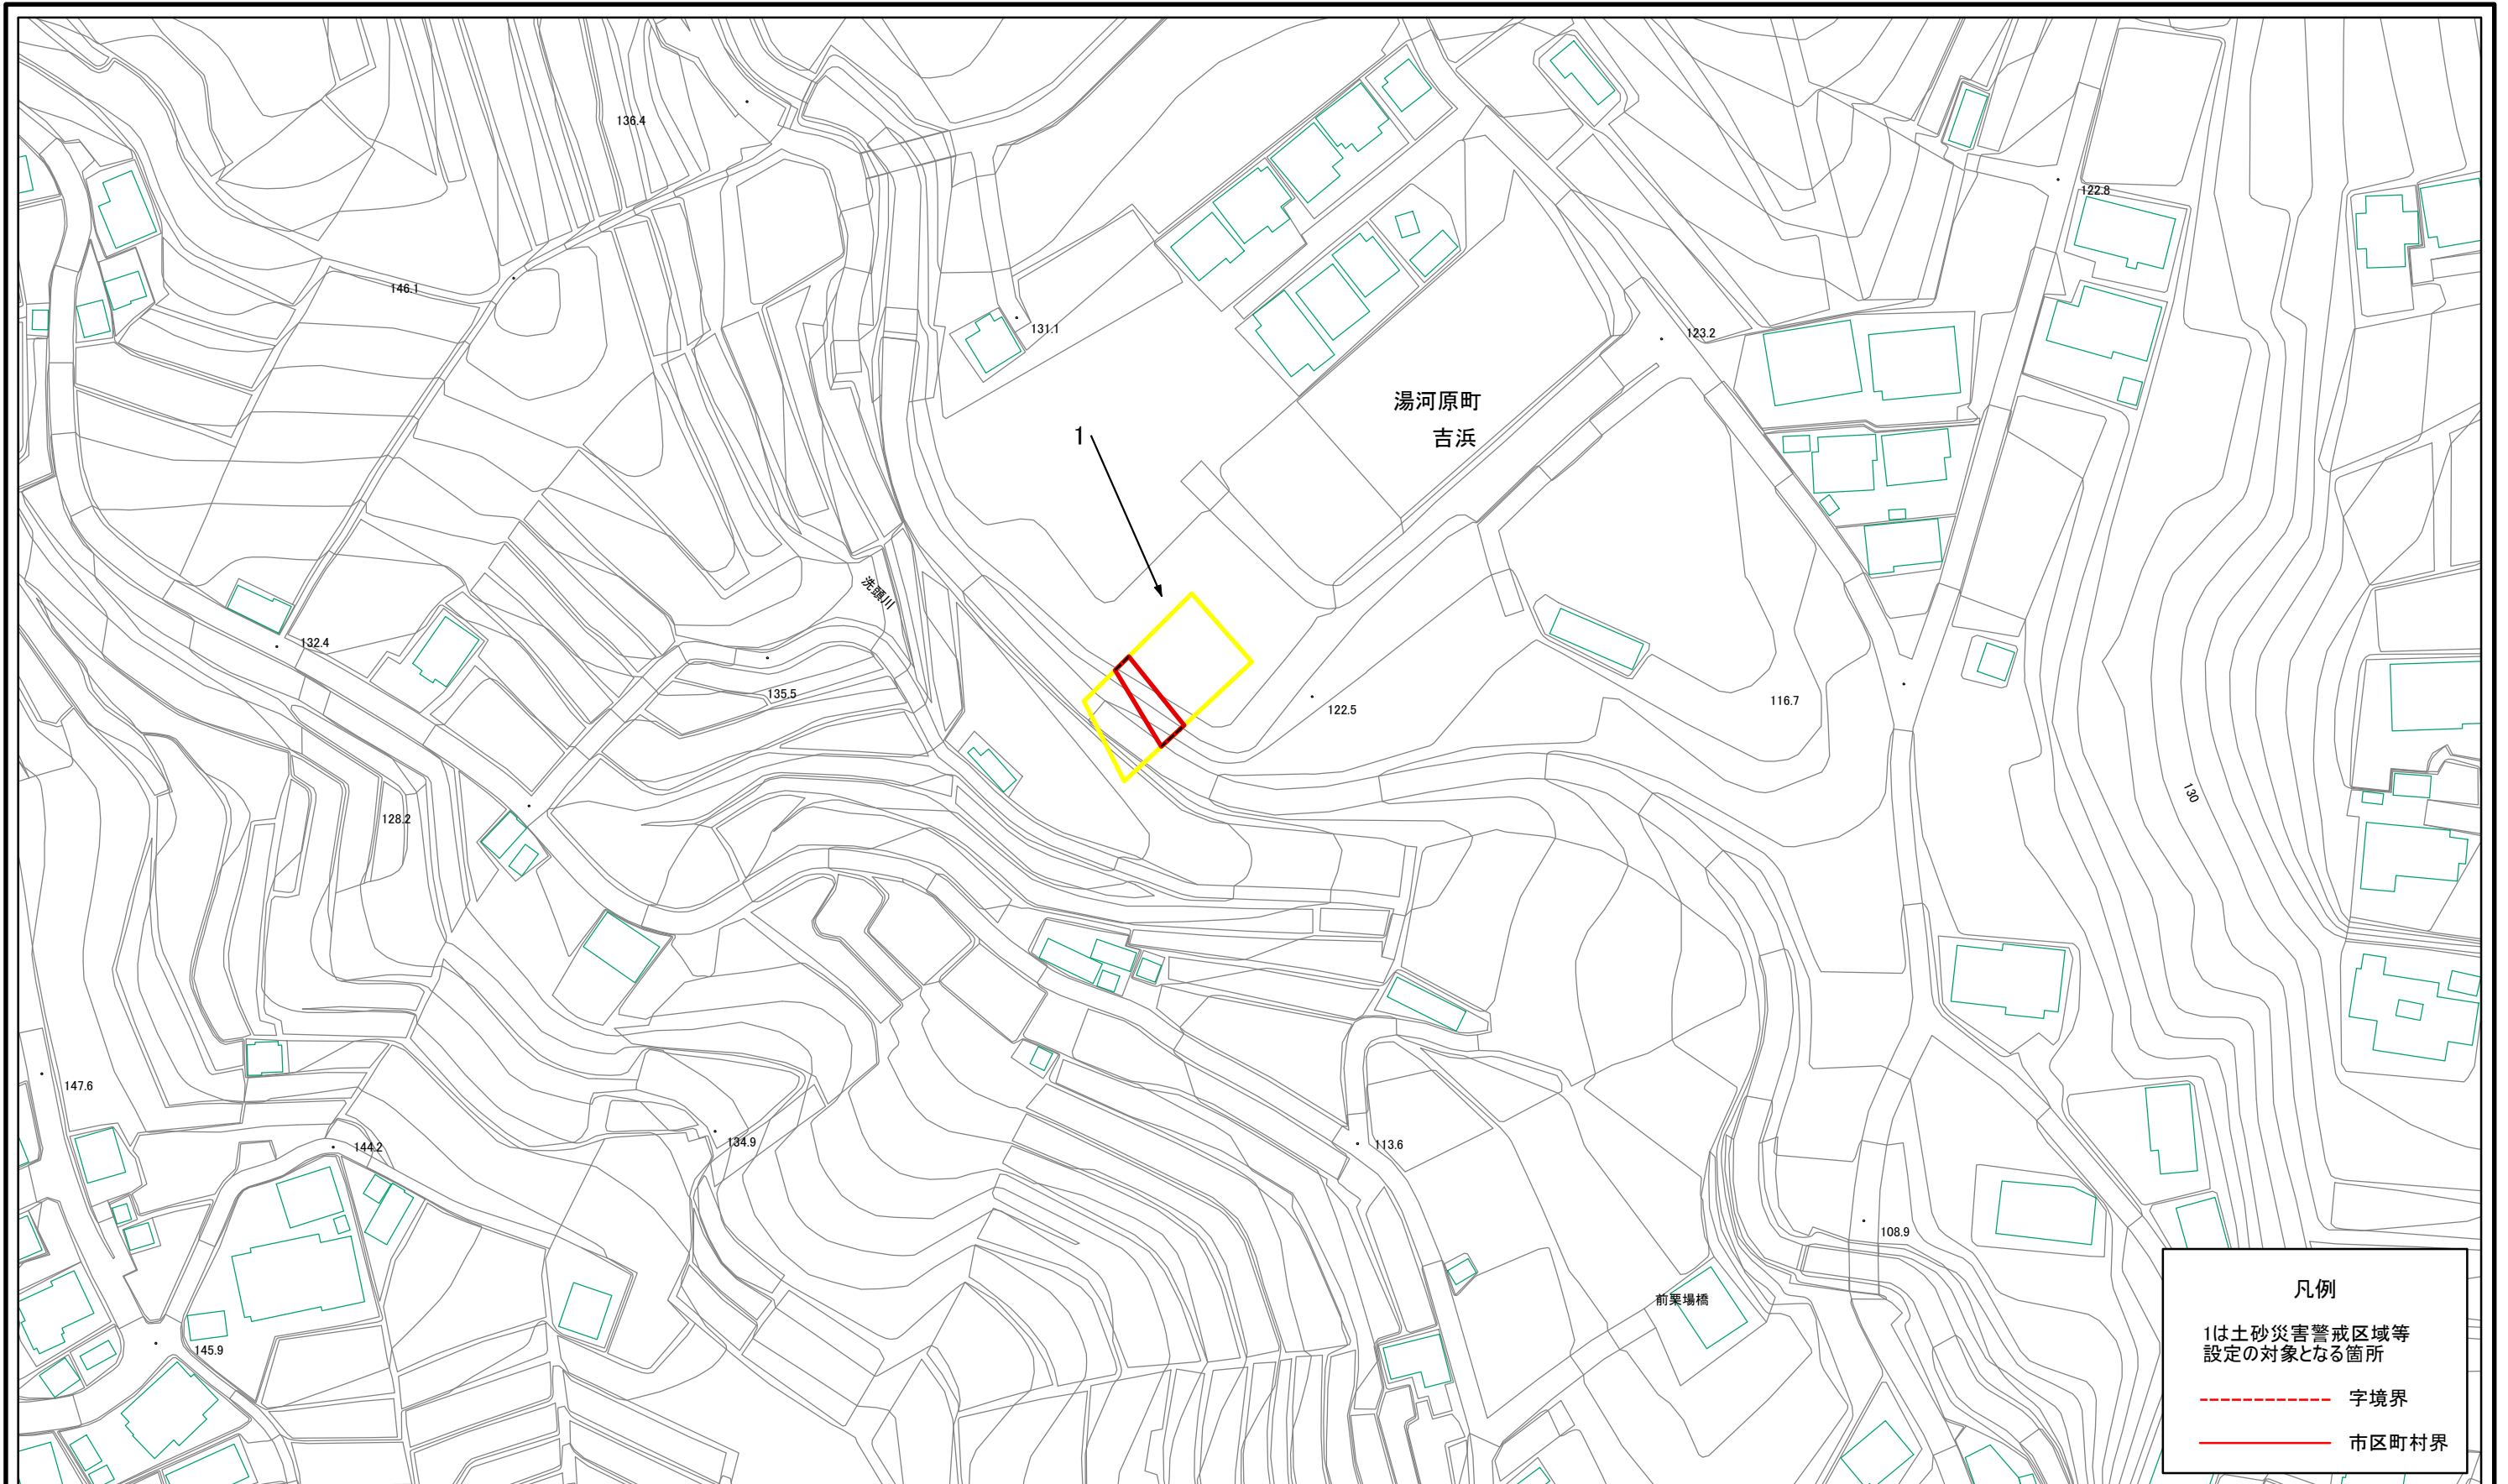 136.4
122.8
146.1
131.1
123.2
湯河原町
吉浜
1
洗頭川
132.4
135.5
122.5
116.7
130
128.2
147.6
144.2
134.9
113.6
108.9
前栗場橋
145.9
凡例
1は土砂災害警戒区域等
設定の対象となる箇所
字境界
市区町村界